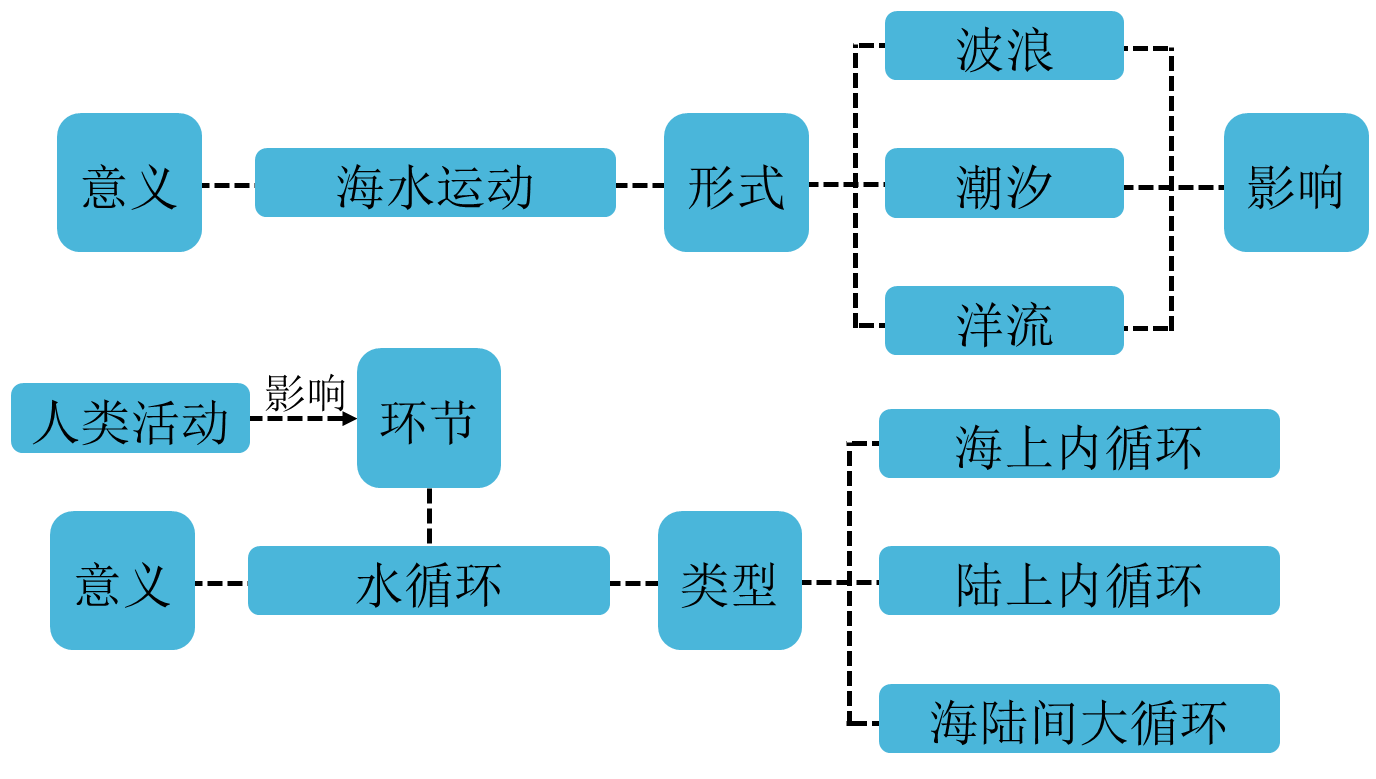 波浪
意义
海水运动
形式
潮汐
影响
洋流
人类活动
影响
环节
海上内循环
意义
水循环
类型
陆上内循环
海陆间大循环